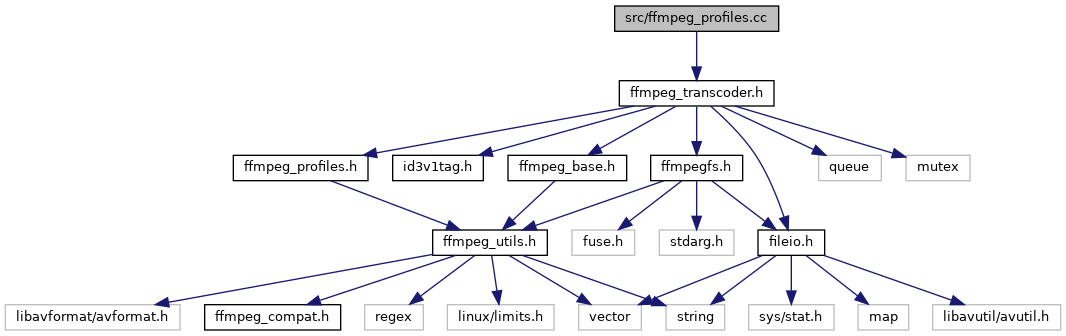 src/ffmpeg_profiles.cc
ffmpeg_transcoder.h
ffmpeg_profiles.h
id3v1tag.h
ffmpeg_base.h
ffmpegfs.h
queue
mutex
ffmpeg_utils.h
fuse.h
stdarg.h
fileio.h
libavformat/avformat.h
ffmpeg_compat.h
regex
linux/limits.h
vector
string
sys/stat.h
map
libavutil/avutil.h